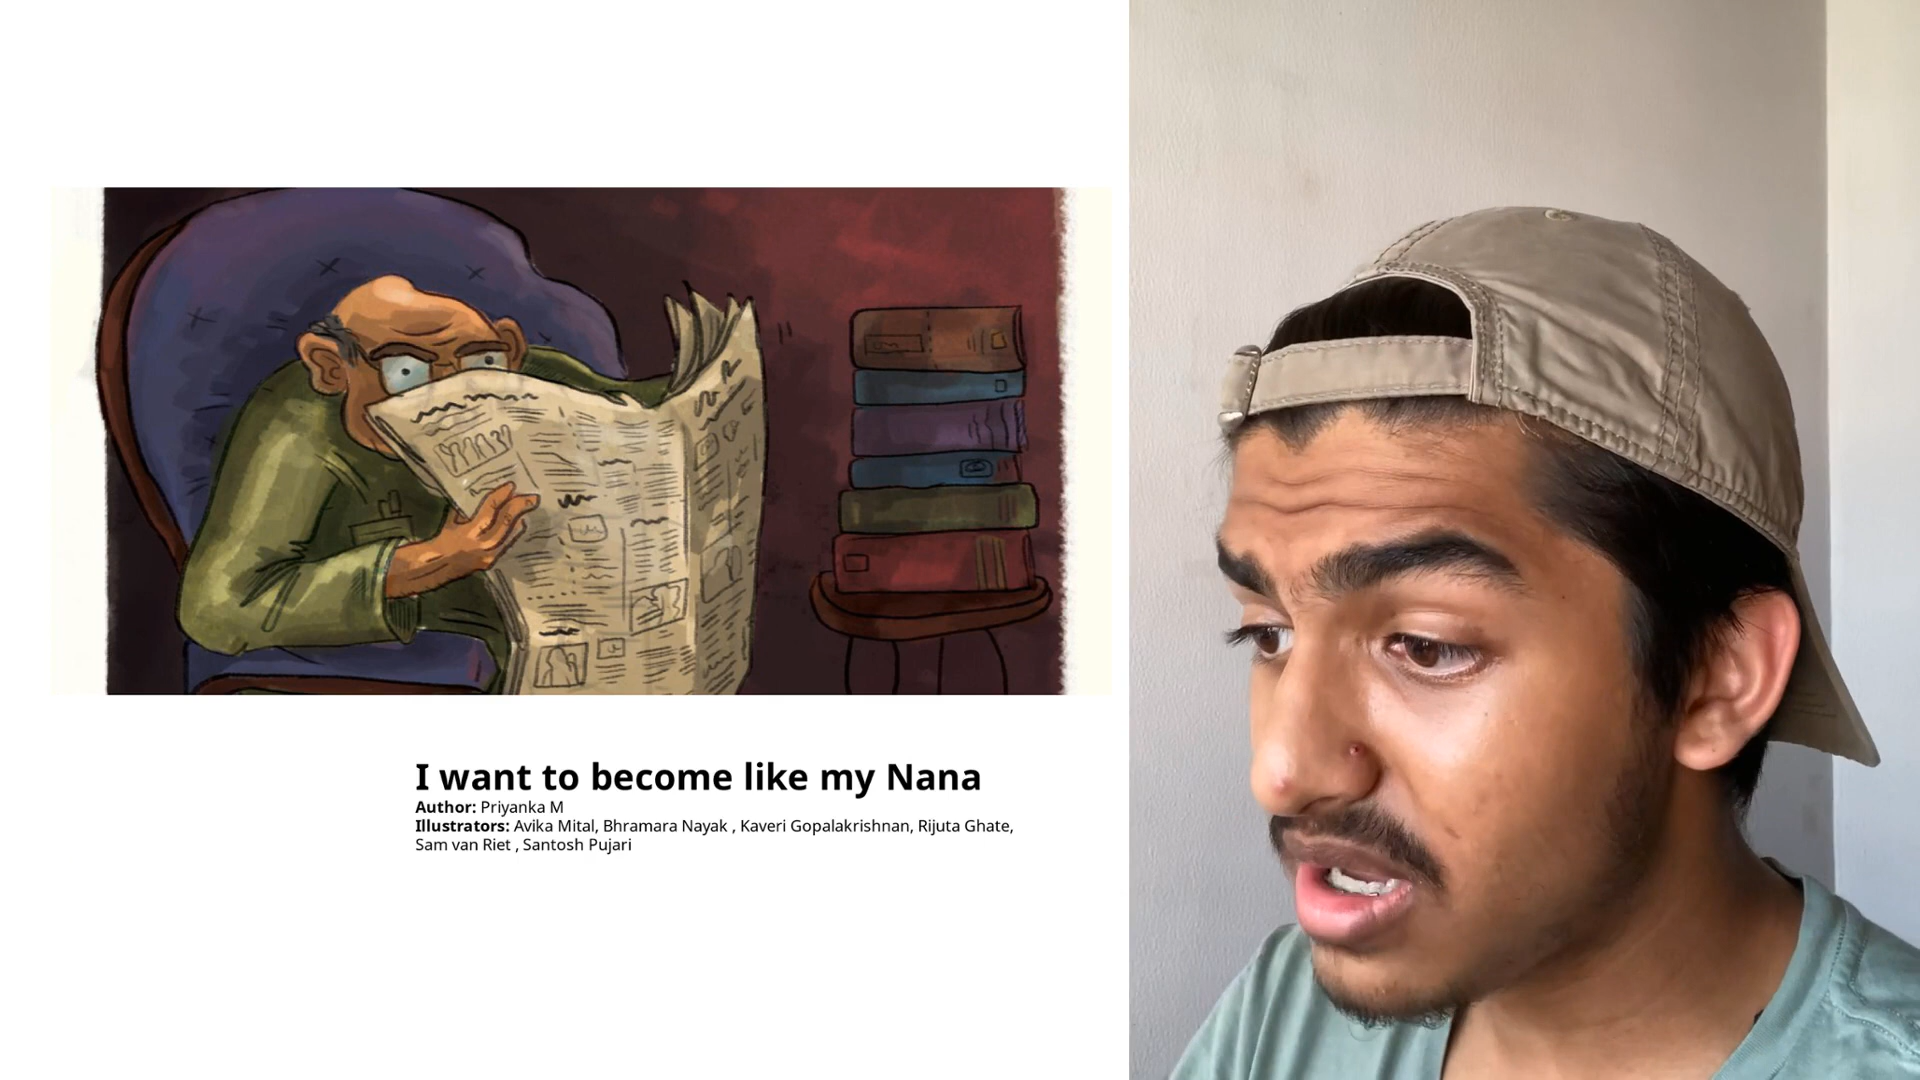 I want to become like my Nana
Author: Priyanka M
Illustrators: Avika Mital, Bhramara Nayak , Kaveri Gopalakrishnan, Rijuta Ghate,
Sam van Riet , Santosh Pujari